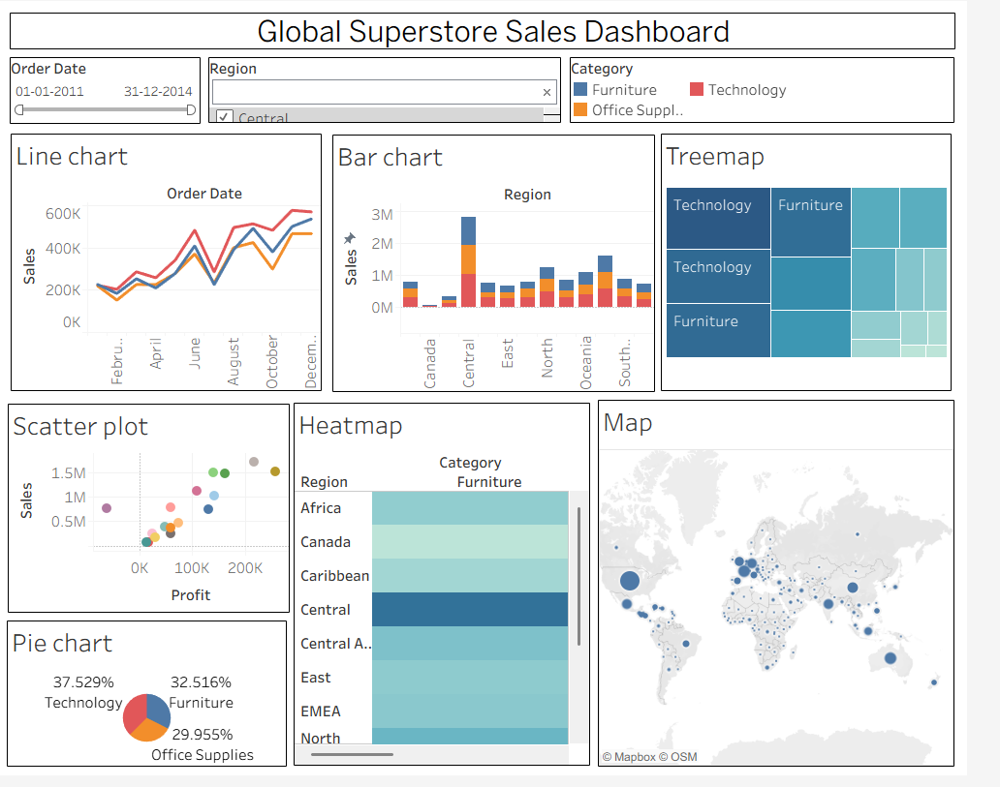 Global Superstore Sales Dashboard
Order Date
01-01-2011 31-12-2014
Region
Central
Category
Furniture Technology
Office Suppl..
Line chart
Order Date
Sales
600K
400K
200K
0K
Febru..
April
June
August
October
Decem..
Bar chart
Region
Sales
3M
2M
1M
0M
Canada
Central
East
North
Oceania
South..
Treemap
Technology Furniture
Technology
Furniture
Scatter plot
Sales
1.5M
1M
0.5M
0K 100K 200K
Profit
Heatmap
Category
Region Furniture
Africa
Canada
Caribbean
Central
Central A..
East
EMEA
North
Map
© Mapbox © OSM
Pie chart
37.529% 32.516%
Technology Furniture
29.955%
Office Supplies